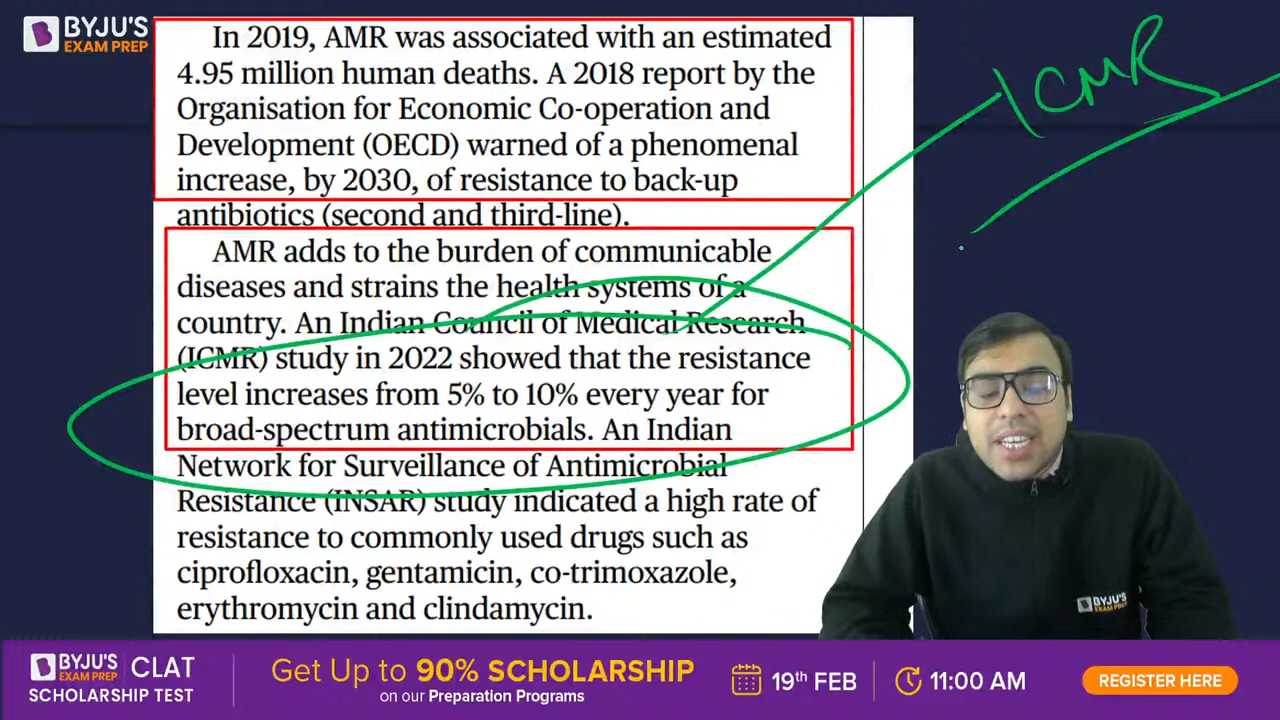 BYJU'S
EXAM PREP
In 2019, AMR was associated with an estimated
4.95 million human deaths. A 2018 report by the
Organisation for Economic Co-operation and
Development (OECD) warned of a phenomenal
increase, by 2030, of resistance to back-up
antibiotics (second and third-line).
AMR adds to the burden of communicable
diseases and strains the health systems of a
country. An Indian Council of Medical Research
(ICMR) study in 2022 showed that the resistance
level increases from 5% to 10% every year for
broad-spectrum antimicrobials. An Indian
Network for Surveillance of Antimicrobial
Resistance (INSAR) study indicated a high rate of
resistance to commonly used drugs such as
ciprofloxacin, gentamicin, co-trimoxazole,
erythromycin and clindamycin.
ICMR
BYJU'S
EXAM PREP
BYJU'S
EXAM PREP
CLAT
SCHOLARSHIP TEST
Get Up to 90% SCHOLARSHIP
on our Preparation Programs
19th FEB
11:00 AM
REGISTER HERE